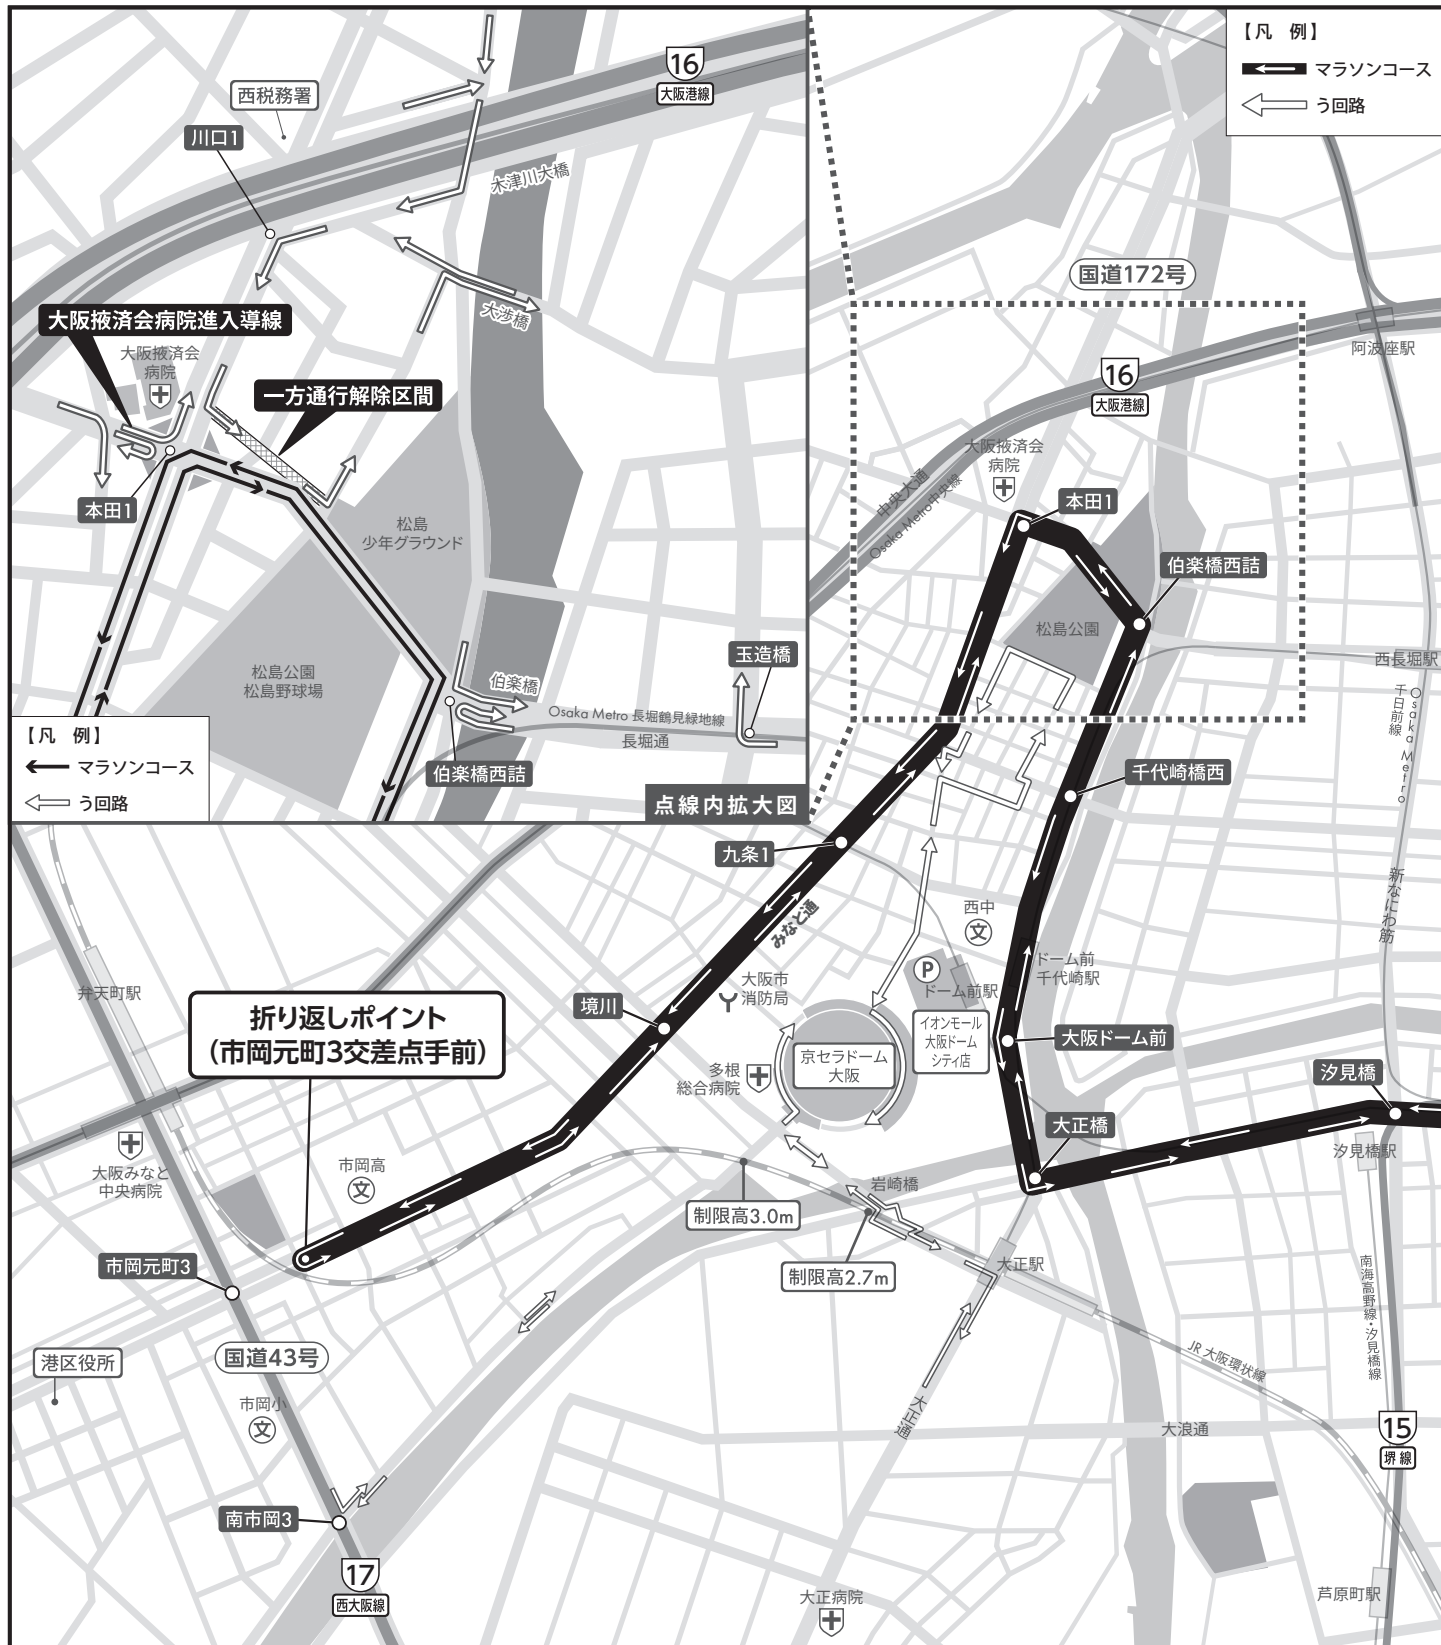 16
大阪港線
西税務署
川口1
木津川大橋
大渉橋
大阪掖済会病院進入導線
大阪掖済会
病院
一方通行解除区間
本田1
松島
少年グラウンド
松島公園
松島野球場
伯楽橋
玉造橋
Osaka Metro 長堀鶴見緑地線
長堀通
伯楽橋西詰
【凡　例】
マラソンコース
う回路
点線内拡大図
【凡　例】
マラソンコース
う回路
国道172号
阿波座駅
16
大阪港線
大阪掖済会
病院
中央大通
Osaka Metro中央線
本田1
伯楽橋西詰
松島公園
西長堀駅
Osaka Metro
千日前線
千代崎橋西
九条1
みなと通
新なにわ筋
西中
文
P
ドーム前
千代崎駅
ドーム前駅
弁天町駅
折り返しポイント
（市岡元町3交差点手前）
境川
大阪市
消防局
イオンモール
大阪ドーム
シティ店
大阪ドーム前
京セラドーム
大阪
多根
総合病院
汐見橋
大正橋
汐見橋駅
大阪みなと
中央病院
市岡高
文
岩崎橋
制限高3.0m
制限高2.7m
大正駅
市岡元町3
南海高野線・汐見橋線
国道43号
港区役所
JR 大阪環状線
市岡小
文
大正通
大浪通
15
堺線
南市岡3
17
西大阪線
大正病院
芦原町駅